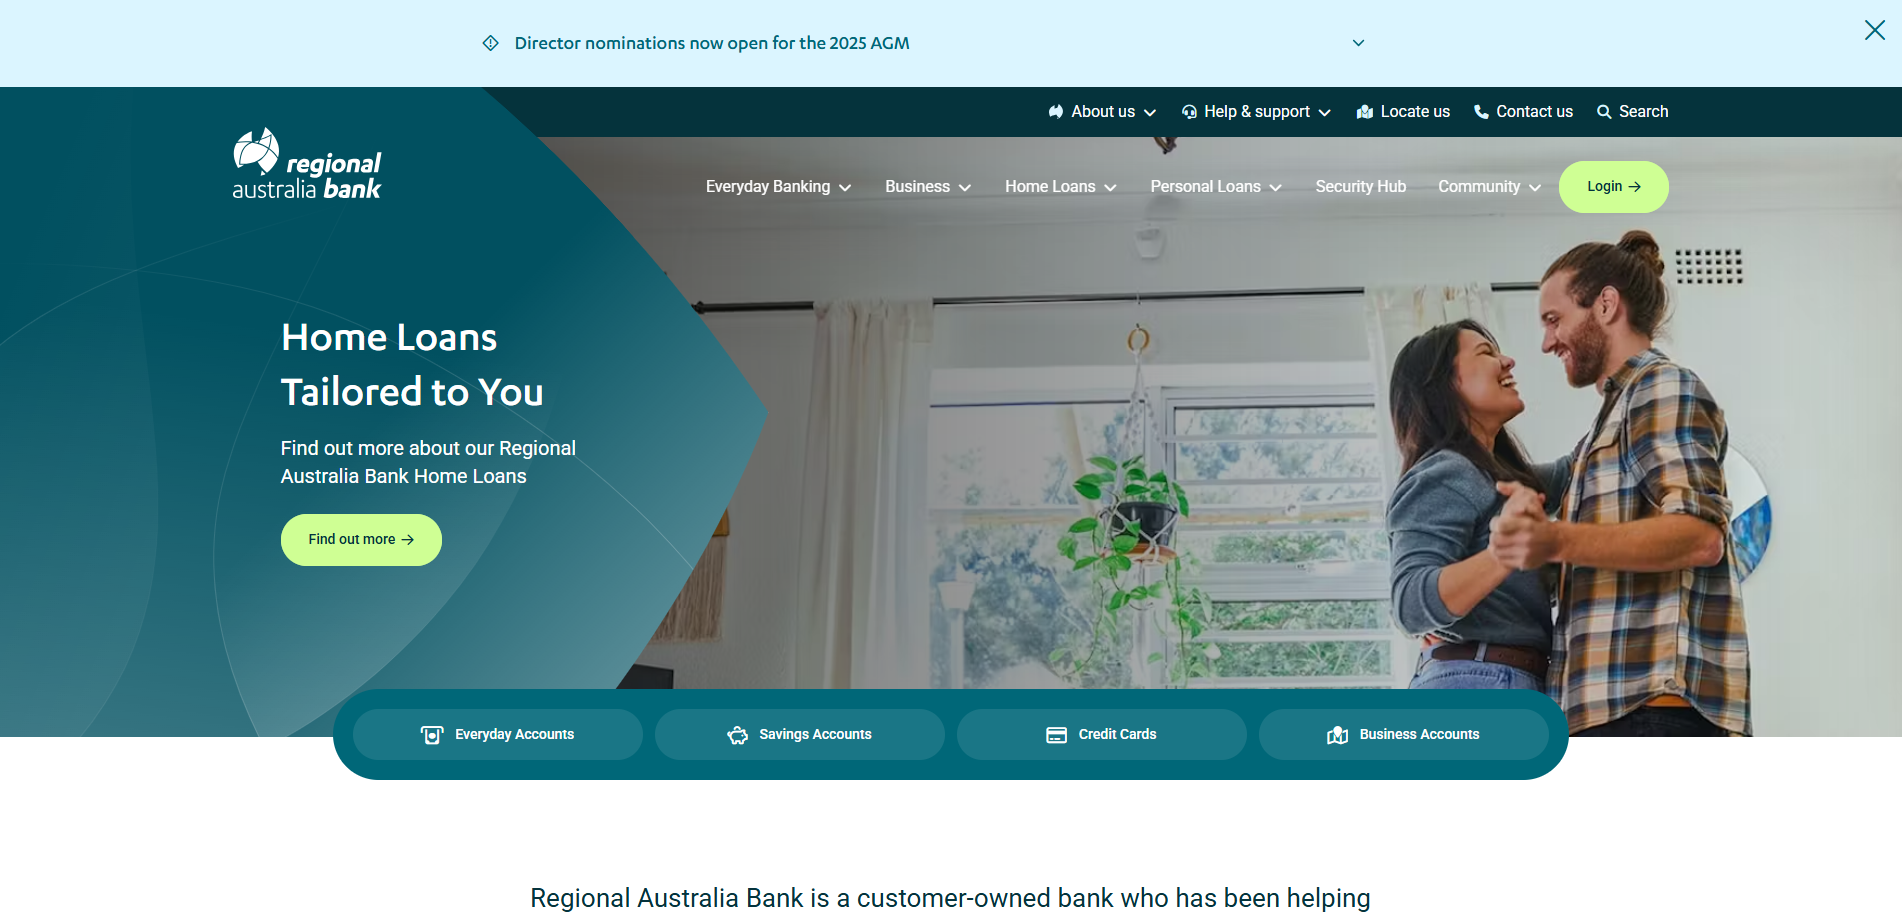 Director nominations now open for the 2025 AGM
About us
Help & support
Locate us
Contact us
Search
regional
australia bank
Everyday Banking
Business
Home Loans
Personal Loans
Security Hub
Community
Login
Home Loans
Tailored to You
Find out more about our Regional
Australia Bank Home Loans
Find out more
Everyday Accounts
Savings Accounts
Credit Cards
Business Accounts
Regional Australia Bank is a customer-owned bank who has been helping